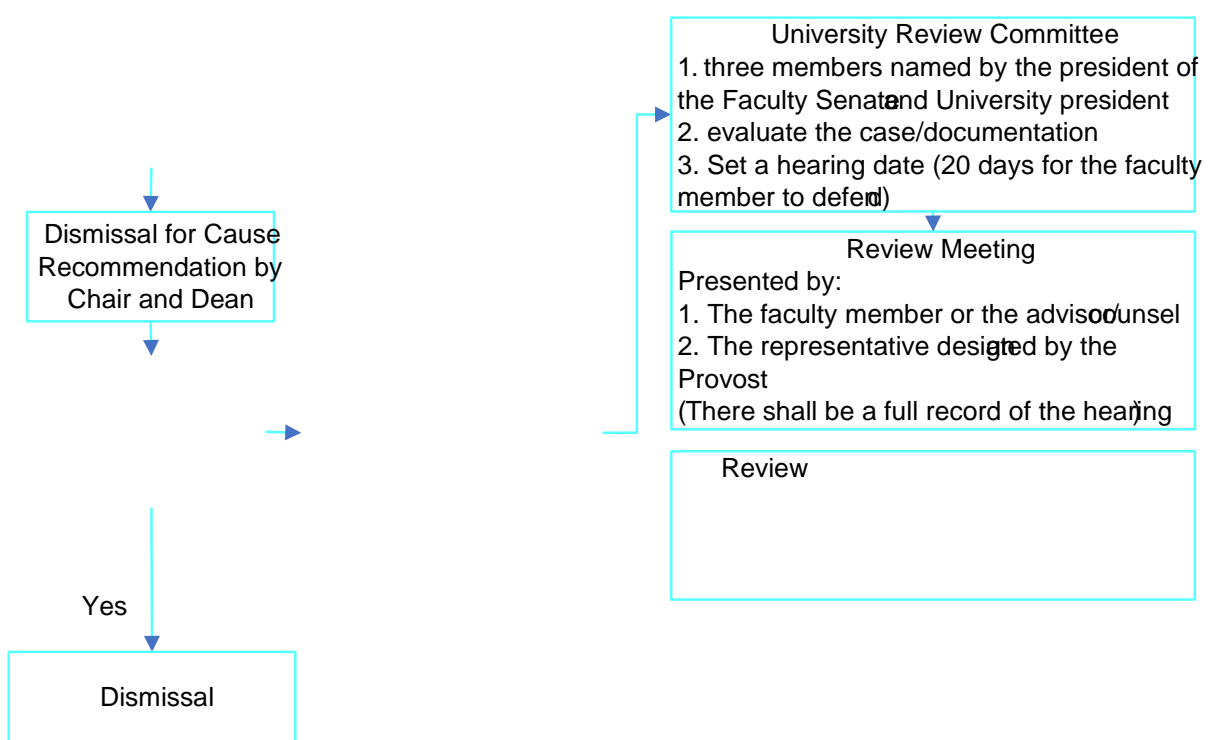 University Review Committee
1. three members named by the president of
the Faculty Senate and University president
2. evaluate the case/documentation
3. Set a hearing date (20 days for the faculty
member to defend)
Dismissal for Cause
Recommendation by
Chair and Dean
Review Meeting
Presented by:
1. The faculty member or the advisor/counsel
2. The representative designated by the
Provost
(There shall be a full record of the hearing)
Review
Yes
Dismissal